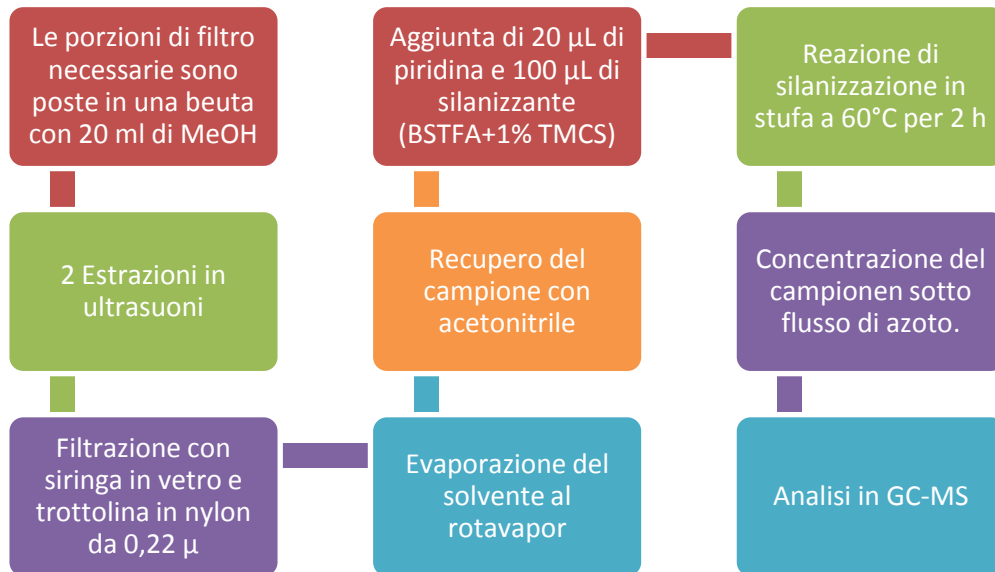 Le porzioni di filtro
necessarie sono
poste in una beuta
con 20 ml di MeOH
2 Estrazioni in
ultrasuoni
Filtrazione con
siringa in vetro e
trottolina in nylon
da 0,22 µ
Evaporazione del
solvente al
rotavapor
Recupero del
campione con
acetonitrile
Aggiunta di 20 µL di
piridina e 100 µL di
silanizzante
(BSTFA+1% TMCS)
Reazione di
silanizzazione in
stufa a 60°C per 2 h
Concentrazione del
campionen sotto
flusso di azoto.
Analisi in GC-MS